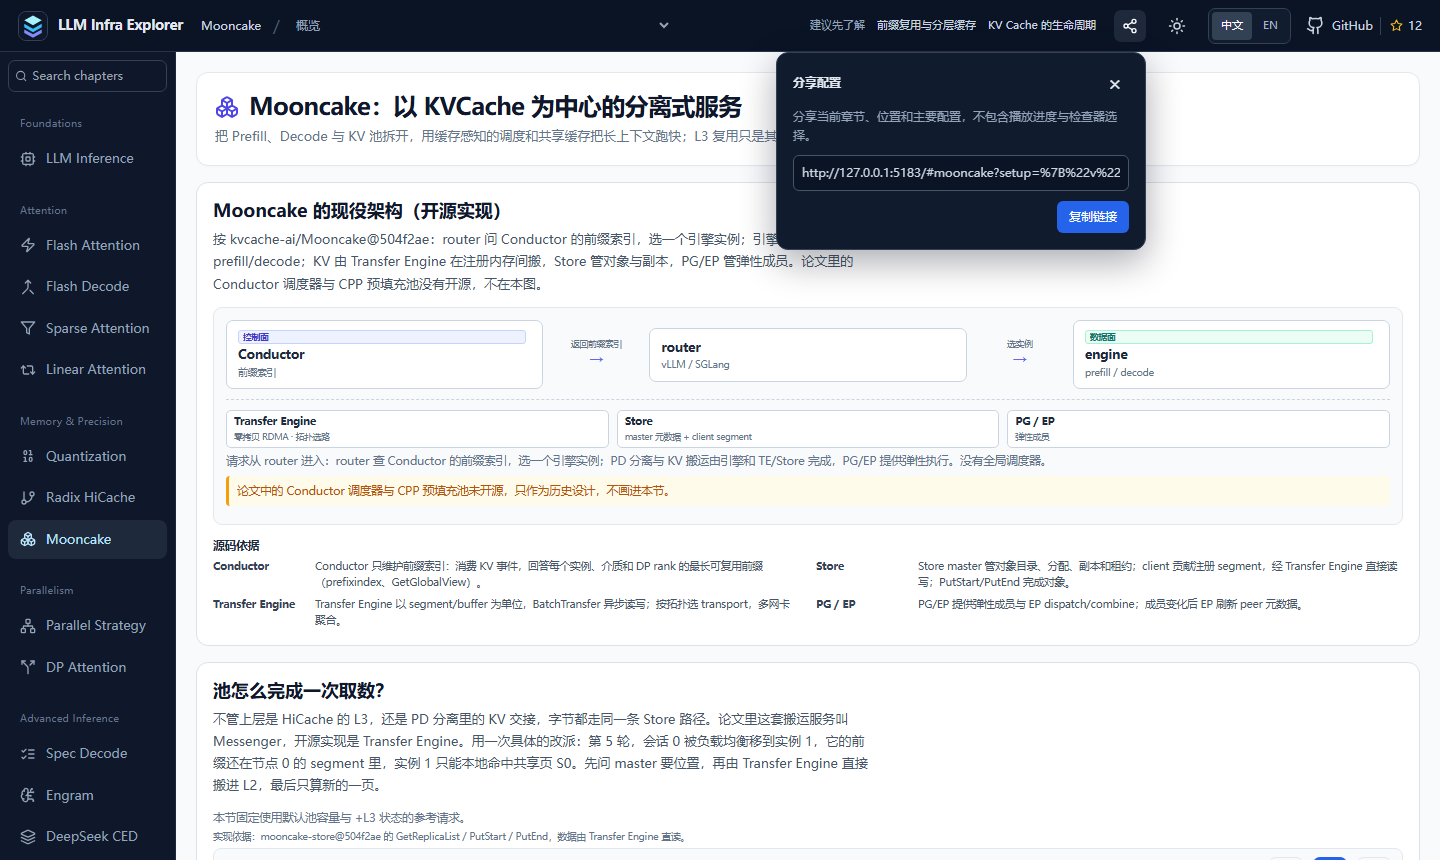 LLM Infra Explorer
Mooncake / 概览
建议先了解 前缀复用与分层缓存 KV Cache 的生命周期
中文 EN GitHub 12
Search chapters
Foundations
LLM Inference
Attention
Flash Attention
Flash Decode
Sparse Attention
Linear Attention
Memory & Precision
Quantization
Radix HiCache
Mooncake
Parallelism
Parallel Strategy
DP Attention
Advanced Inference
Spec Decode
Engram
DeepSeek CED
分享配置
分享当前章节、位置和主要配置，不包含播放进度与检查器选
择。
http://127.0.0.1:5183/#mooncake?setup=%7B%22v%22
复制链接
Mooncake：以 KVCache 为中心的分离式服务
把 Prefill、Decode 与 KV 池拆开，用缓存感知的调度和共享缓存把长上下文跑快；L3 复用只是其
Mooncake 的现役架构（开源实现）
按 kvcache-ai/Mooncake@504f2ae：router 问 Conductor 的前缀索引，选一个引擎实例；引擎
prefill/decode；KV 由 Transfer Engine 在注册内存间搬，Store 管对象与副本，PG/EP 管弹性成员。论文里的
Conductor 调度器与 CPP 预填充池没有开源，不在本图。
控制面
Conductor
前缀索引
返回前缀索引
→
router
vLLM / SGLang
选实例
→
数据面
engine
prefill / decode
Transfer Engine
零拷贝 RDMA · 拓扑选路
Store
master 元数据 + client segment
PG / EP
弹性成员
请求从 router 进入：router 查 Conductor 的前缀索引，选一个引擎实例；PD 分离与 KV 搬运由引擎和 TE/Store 完成，PG/EP 提供弹性执行。没有全局调度器。
论文中的 Conductor 调度器与 CPP 预填充池未开源，只作为历史设计，不画进本节。
源码依据
Conductor
Conductor 只维护前缀索引：消费 KV 事件，回答每个实例、介质和 DP rank 的最长可复用前缀
（prefixindex、GetGlobalView）。
Store
Store master 管对象目录、分配、副本和租约；client 贡献注册 segment，经 Transfer Engine 直接读
写；PutStart/PutEnd 完成对象。
Transfer Engine
Transfer Engine 以 segment/buffer 为单位，BatchTransfer 异步读写；按拓扑选 transport，多网卡
聚合。
PG / EP
PG/EP 提供弹性成员与 EP dispatch/combine；成员变化后 EP 刷新 peer 元数据。
池怎么完成一次取数？
不管上层是 HiCache 的 L3，还是 PD 分离里的 KV 交接，字节都走同一条 Store 路径。论文里这套搬运服务叫
Messenger，开源实现是 Transfer Engine。用一次具体的改派：第 5 轮，会话 0 被负载均衡移到实例 1，它的前
缀还在节点 0 的 segment 里，实例 1 只能本地命中共享页 S0。先问 master 要位置，再由 Transfer Engine 直接
搬进 L2，最后只算新的一页。
本节固定使用默认池容量与 +L3 状态的参考请求。
实现依据：mooncake-store@504f2ae 的 GetReplicaList / PutStart / PutEnd，数据由 Transfer Engine 直读。